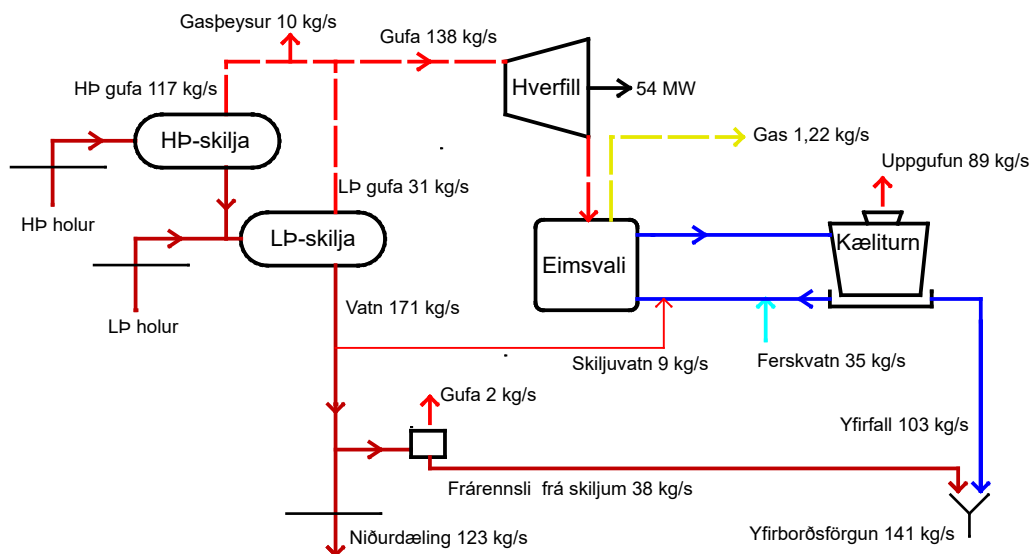 Gasþeysur 10 kg/s
Gufa 138 kg/s
HÞ gufa 117 kg/s
Hverfill
54 MW
HÞ-skilja
Gas 1,22 kg/s
Uppgufun 89 kg/s
LÞ gufa 31 kg/s
HÞ holur
LÞ-skilja
Kæliturn
Eimsvali
Vatn 171 kg/s
LÞ holur
Skiljuvatn 9 kg/s
Ferskvatn 35 kg/s
Gufa 2 kg/s
Yfirfall 103 kg/s
Frárennsli frá skiljum 38 kg/s
Niðurdæling 123 kg/s
Yfirborðsförgun 141 kg/s